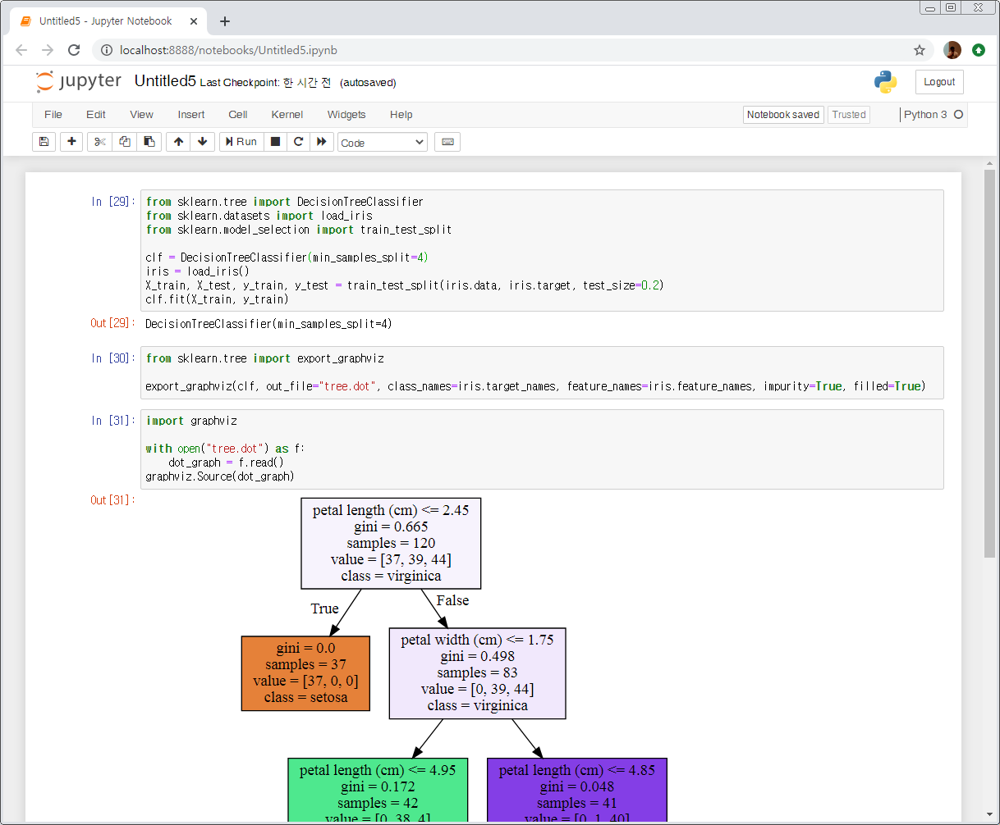 Untitled5 - Jupyter Notebook
localhost:8888/notebooks/Untitled5.ipynb
jupyter Untitled5 Last Checkpoint: 한 시간 전 (autosaved)
Logout
File Edit View Insert Cell Kernel Widgets Help
Notebook saved Trusted Python 3
Run Code
In [29]:
from sklearn.tree import DecisionTreeClassifier
from sklearn.datasets import load_iris
from sklearn.model_selection import train_test_split
clf = DecisionTreeClassifier(min_samples_split=4)
iris = load_iris()
X_train, X_test, y_train, y_test = train_test_split(iris.data, iris.target, test_size=0.2)
clf.fit(X_train, y_train)
Out[29]: DecisionTreeClassifier(min_samples_split=4)
In [30]:
from sklearn.tree import export_graphviz
export_graphviz(clf, out_file="tree.dot", class_names=iris.target_names, feature_names=iris.feature_names, impurity=True, filled=True)
In [31]:
import graphviz
with open("tree.dot") as f:
    dot_graph = f.read()
graphviz.Source(dot_graph)
Out[31]:
petal length (cm) <= 2.45
gini = 0.665
samples = 120
value = [37, 39, 44]
class = virginica
True
False
gini = 0.0
samples = 37
value = [37, 0, 0]
class = setosa
petal width (cm) <= 1.75
gini = 0.498
samples = 83
value = [0, 39, 44]
class = virginica
petal length (cm) <= 4.95
gini = 0.172
samples = 42
value = [0, 38, 4]
petal length (cm) <= 4.85
gini = 0.048
samples = 41
value = [0, 1, 40]